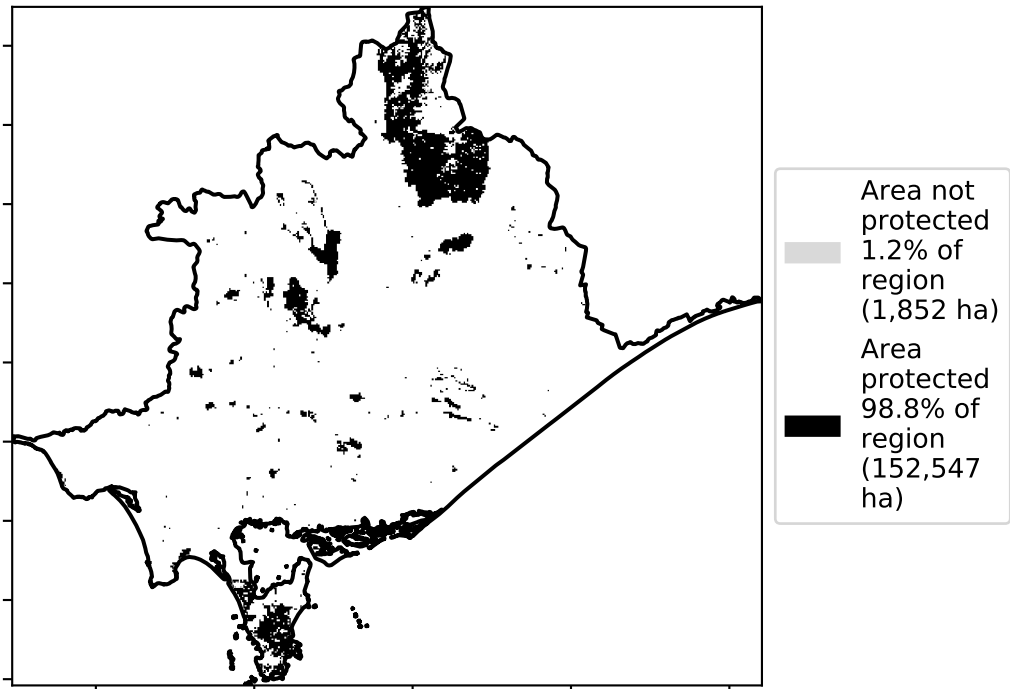 Area not
protected
1.2% of
region
(1,852 ha)
Area
protected
98.8% of
region
(152,547
ha)